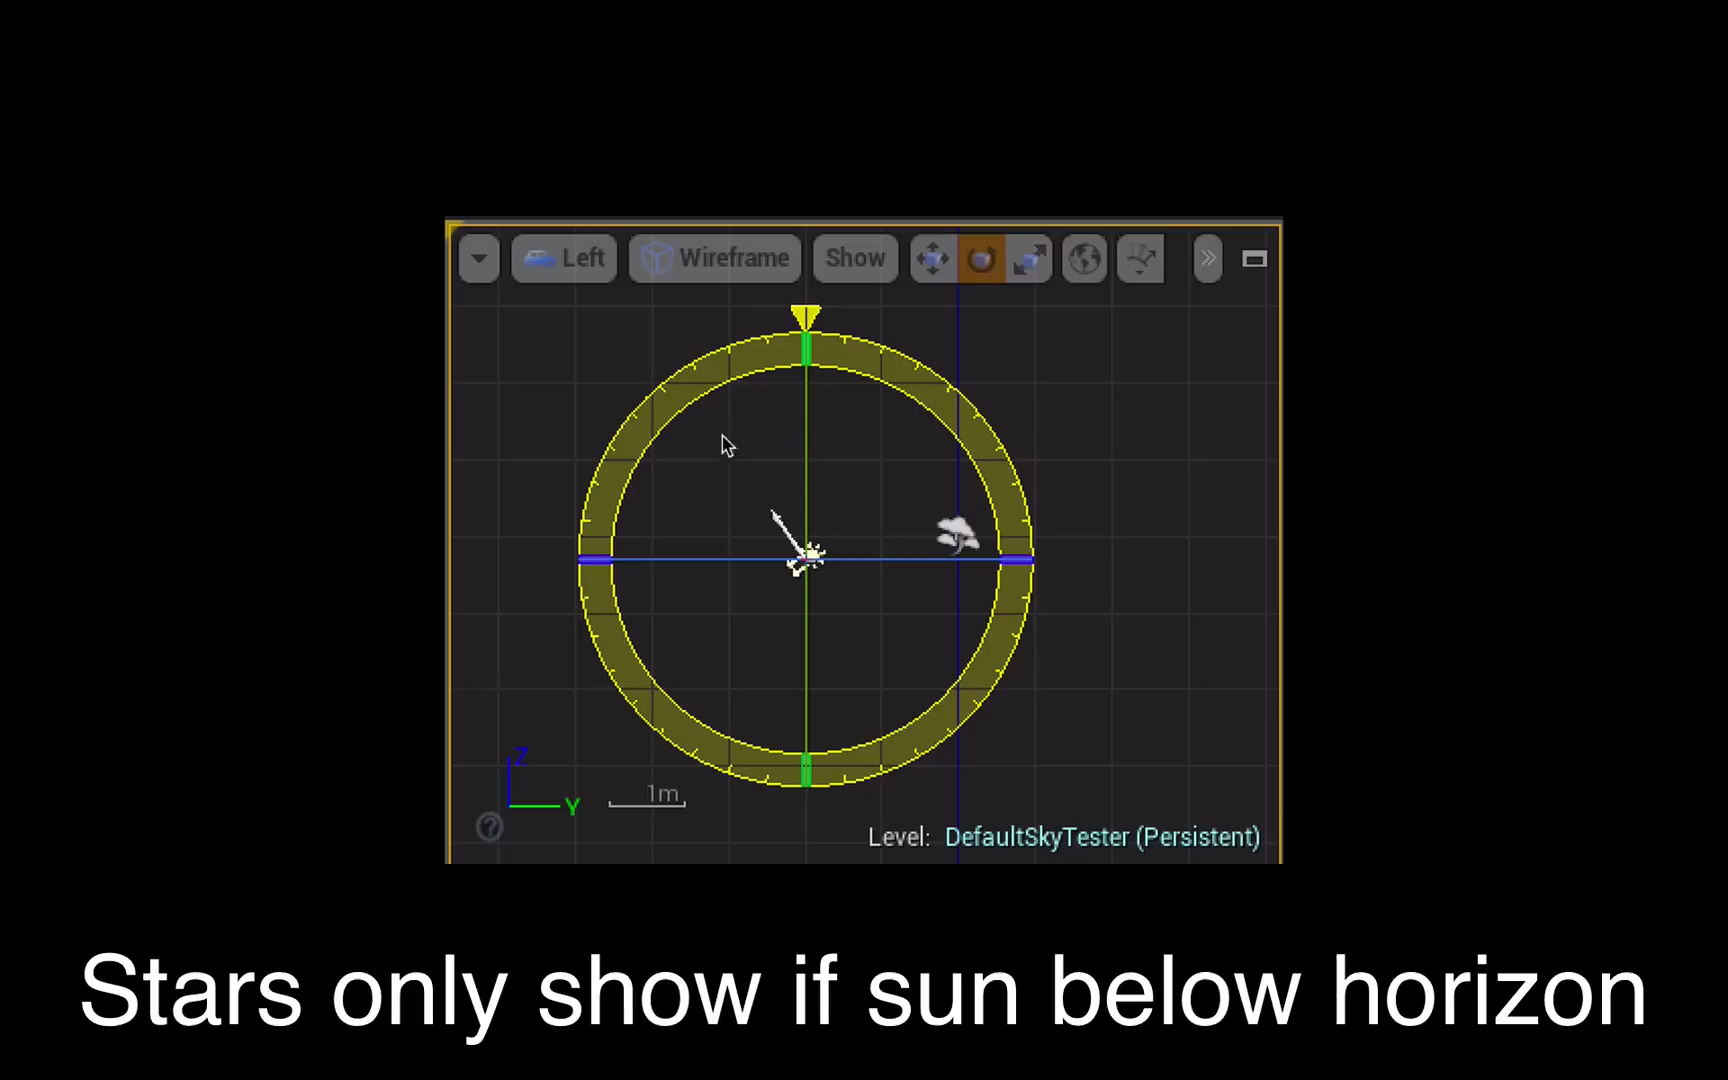 Left Wireframe Show
Z
Y
1m
Level: DefaultSkyTester (Persistent)
Stars only show if sun below horizon